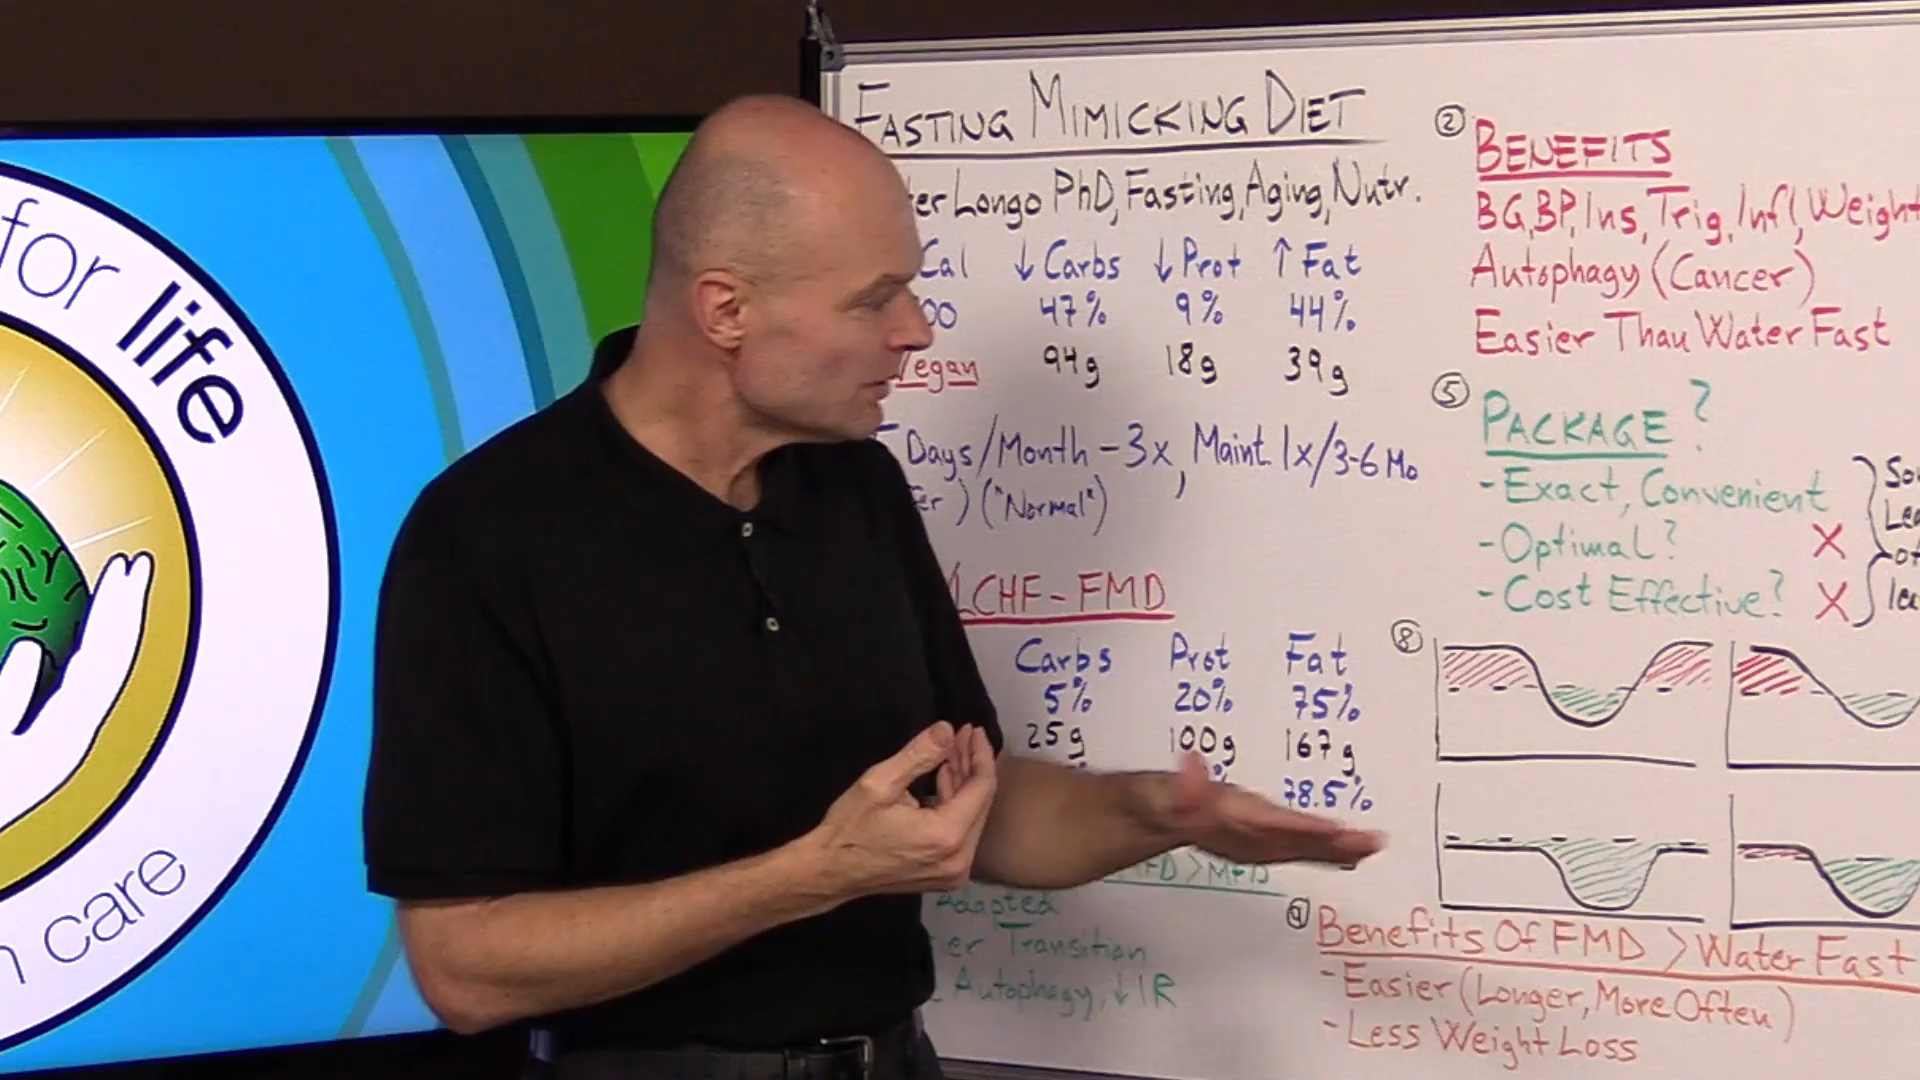 for life
care
FASTING MIMICKING DIET
Longo PhD, Fasting, Aging, Nutr.
Cal ↓ Carbs ↓ Prot ↑ Fat
47% 9% 44%
Vegan 94g 18g 39g
Days/Month - 3x, Maint. 1x/3-6 Mo
("Normal")
LCHF-FMD
Carbs Prot Fat
5% 20% 75%
25g 100g 167g
78.5%
Adapted
Transition
Autophagy, ↓ IR
② BENEFITS
BG, BP, Ins, Trig, Infl, Weight
Autophagy (Cancer)
Easier Than Water Fast
⑤ PACKAGE?
- Exact, Convenient
- Optimal? X
- Cost Effective? X
⑧
⑨ Benefits Of FMD > Water Fast
- Easier (Longer, More Often)
- Less Weight Loss